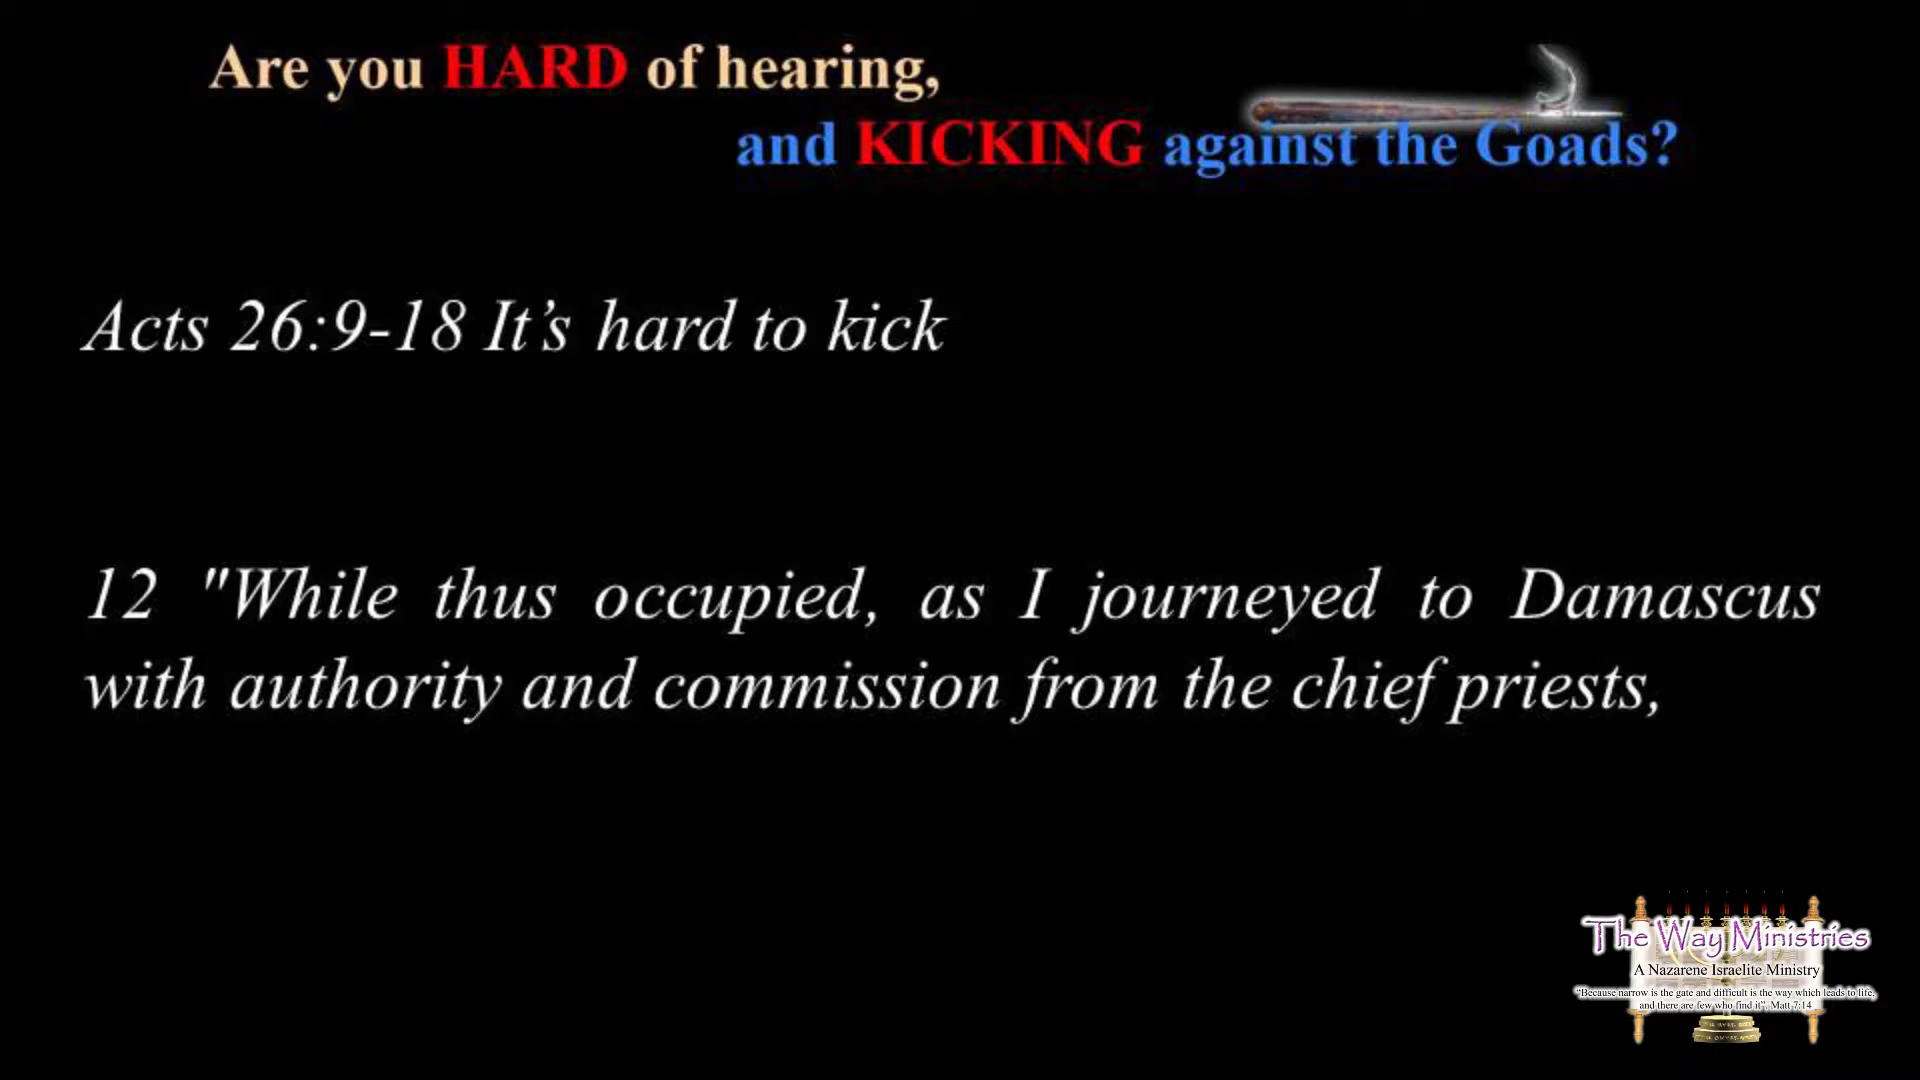 Are you HARD of hearing,
and KICKING against the Goads?
Acts 26:9-18 It’s hard to kick
12 "While thus occupied, as I journeyed to Damascus
with authority and commission from the chief priests,
The Way Ministries
A Nazarene Israelite Ministry
"Because narrow is the gate and difficult is the way which leads to life,
and there are few who find it". Matt 7:14